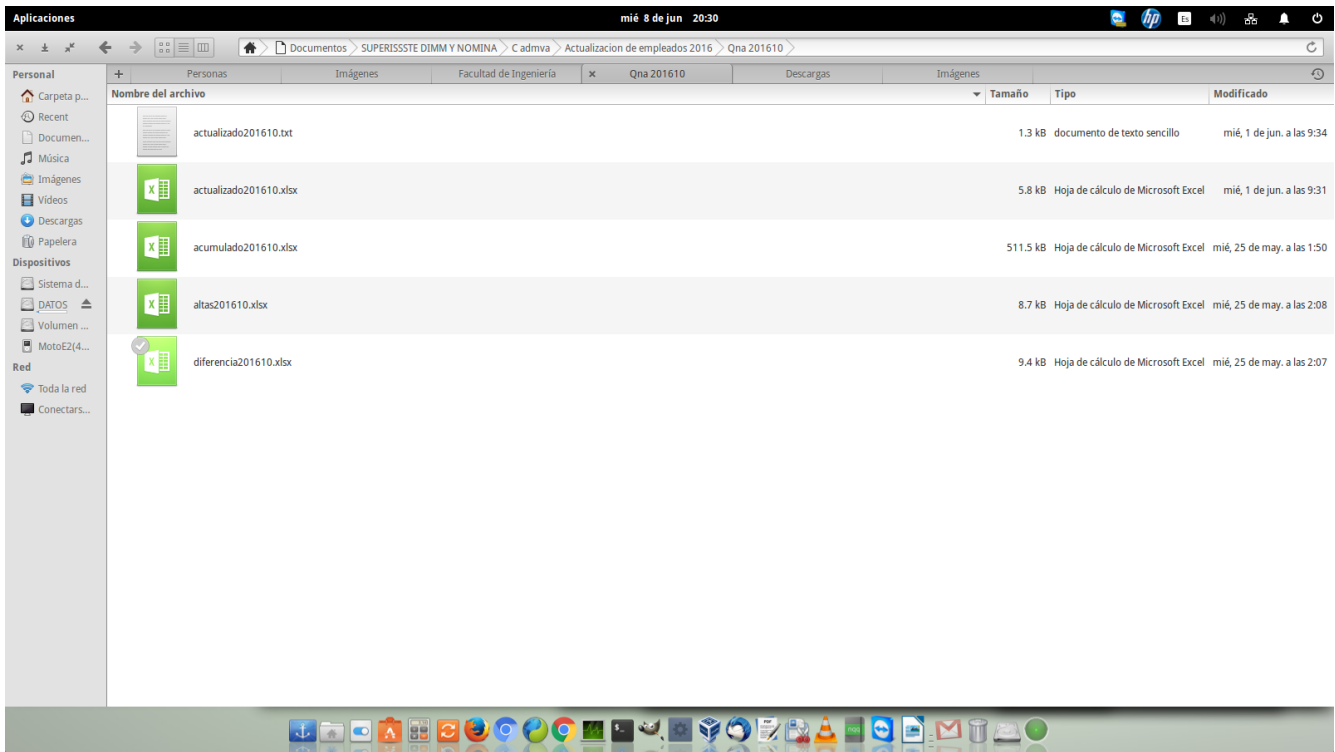 Aplicaciones mié 8 de jun 20:30 hp Es
Documentos SUPERISSSTE DIMM Y NOMINA C admva Actualizacion de empleados 2016 Qna 201610
Personal + Personas Imágenes Facultad de Ingeniería × Qna 201610 Descargas Imágenes
Nombre del archivo Tamaño Tipo Modificado
Carpeta p...
Recent
Documen...
Música
Imágenes
Vídeos
Descargas
Papelera
Dispositivos
Sistema d...
DATOS
Volumen ...
MotoE2(4...
Red
Toda la red
Conectars...
actualizado201610.txt 1.3 kB documento de texto sencillo mié, 1 de jun. a las 9:34
actualizado201610.xlsx 5.8 kB Hoja de cálculo de Microsoft Excel mié, 1 de jun. a las 9:31
acumulado201610.xlsx 511.5 kB Hoja de cálculo de Microsoft Excel mié, 25 de may. a las 1:50
altas201610.xlsx 8.7 kB Hoja de cálculo de Microsoft Excel mié, 25 de may. a las 2:08
diferencia201610.xlsx 9.4 kB Hoja de cálculo de Microsoft Excel mié, 25 de may. a las 2:07